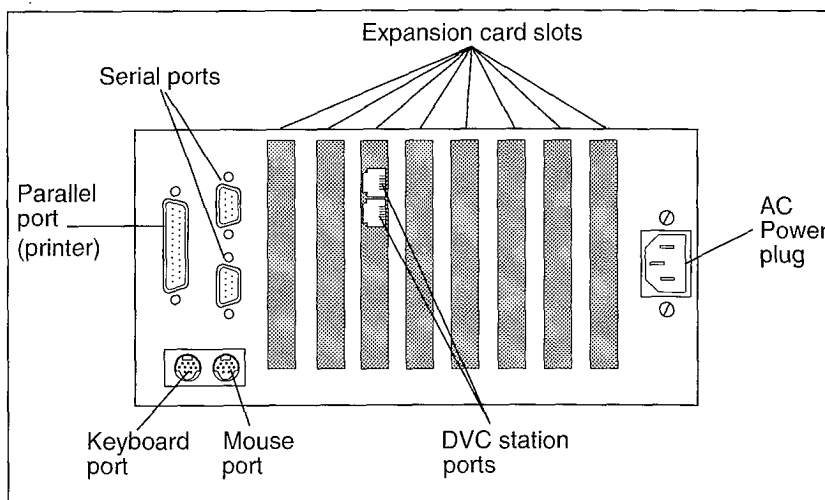 Expansion card slots
Serial ports
Parallel
port
(printer)
AC
Power
plug
Keyboard
port
Mouse
port
DVC station
ports